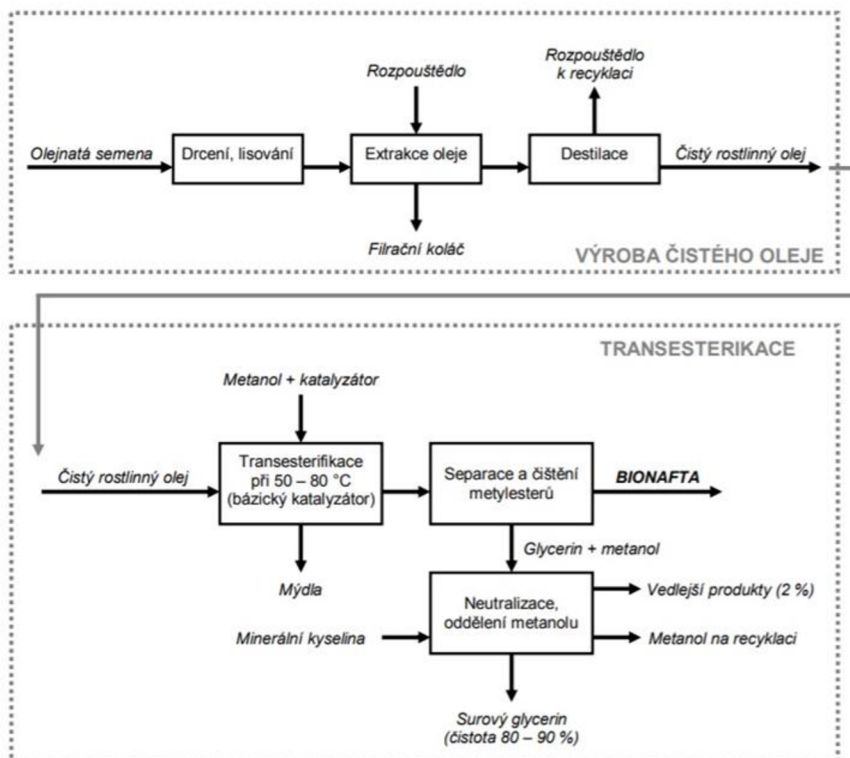 Rozpouštědlo
Rozpouštědlo
k recyklaci
Olejnatá semena
Drcení, lisování
Extrakce oleje
Destilace
Čistý rostlinný olej
Filrační koláč
VÝROBA ČISTÉHO OLEJE
TRANSESTERIKACE
Metanol + katalyzátor
Čistý rostlinný olej
Transesterifikace
při 50 – 80 °C
(bázický katalyzátor)
Separace a čištění
metylesterů
BIONAFTA
Mýdla
Glycerin + metanol
Minerální kyselina
Neutralizace,
oddělení metanolu
Vedlejší produkty (2 %)
Metanol na recyklaci
Surový glycerin
(čistota 80 – 90 %)